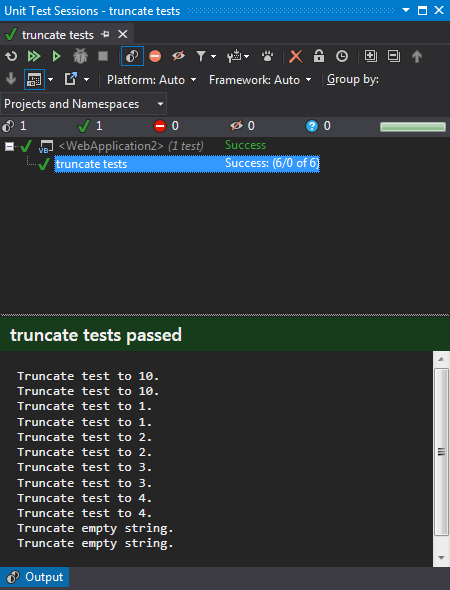 Unit Test Sessions - truncate tests
truncate tests
Platform: Auto Framework: Auto Group by:
Projects and Namespaces
1 1 0 0 0
VB <WebApplication2> (1 test) Success
truncate tests Success: (6/0 of 6)
truncate tests passed
Truncate test to 10.
Truncate test to 10.
Truncate test to 1.
Truncate test to 1.
Truncate test to 2.
Truncate test to 2.
Truncate test to 3.
Truncate test to 3.
Truncate test to 4.
Truncate test to 4.
Truncate empty string.
Truncate empty string.
Output